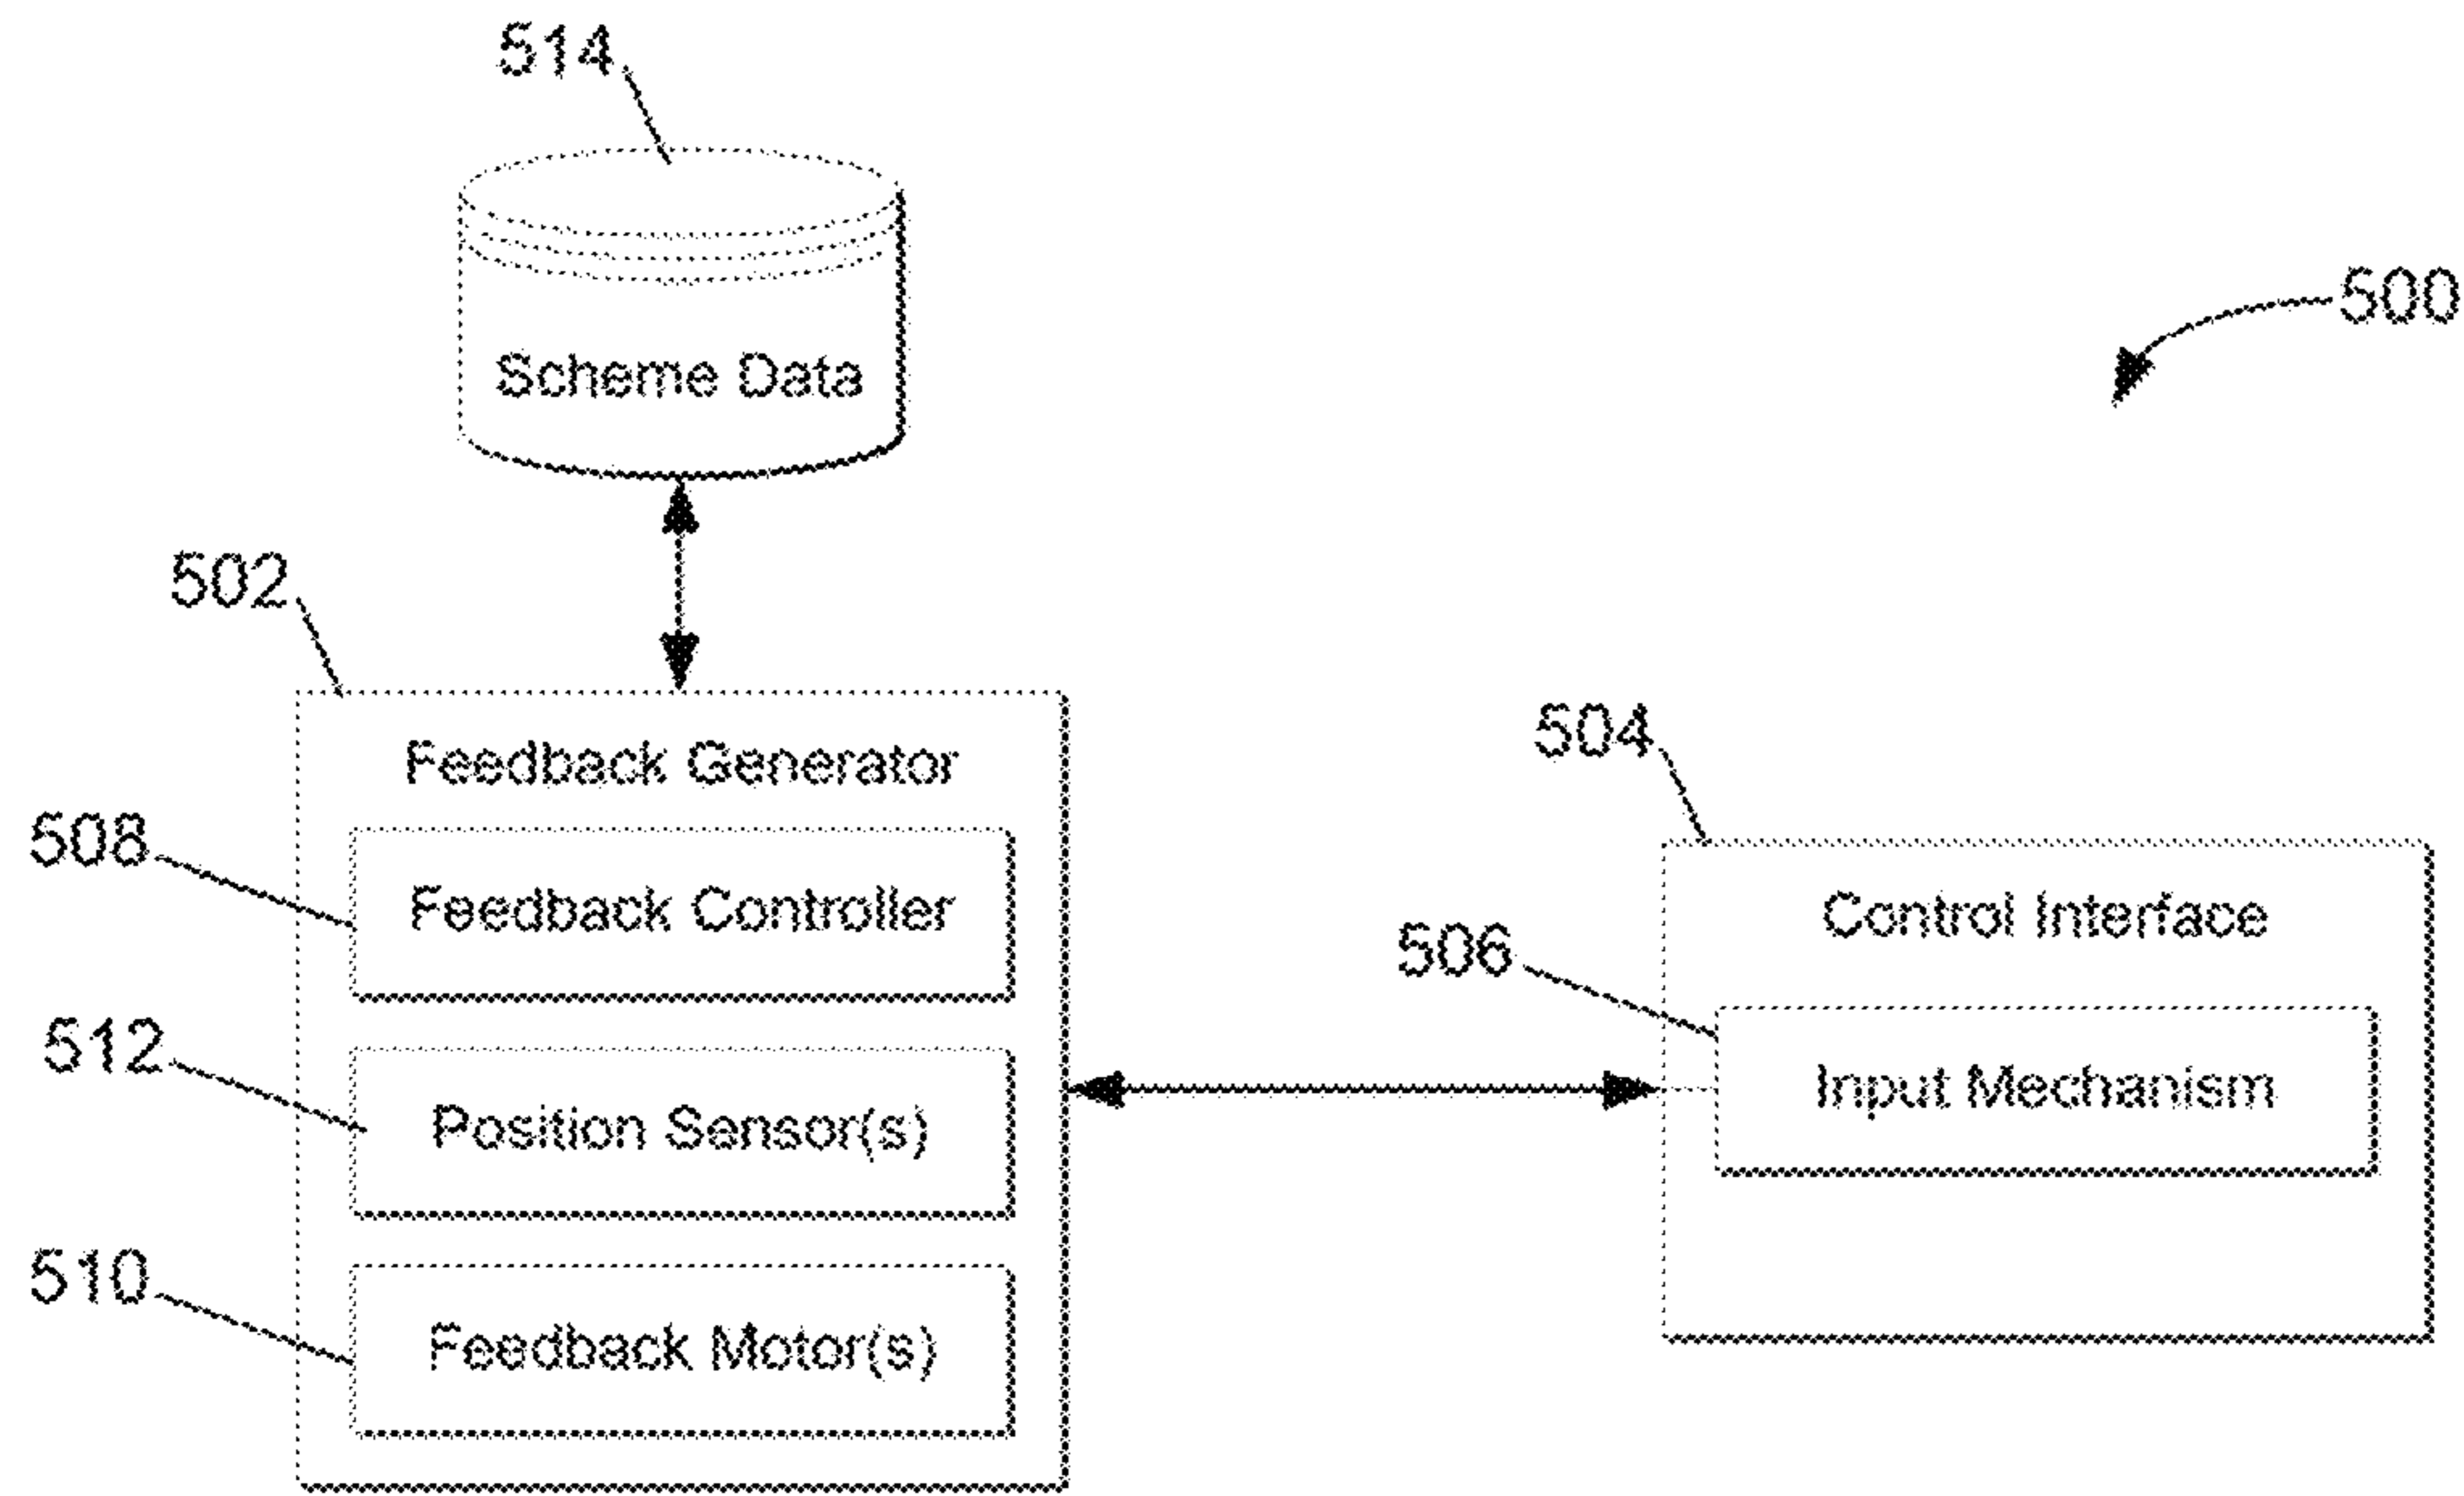 514
500
Scheme Data
502
Feedback Generator
504
508
Feedback Controller
Control Interface
506
512
Position Sensor(s)
Input Mechanism
510
Feedback Motor(s)